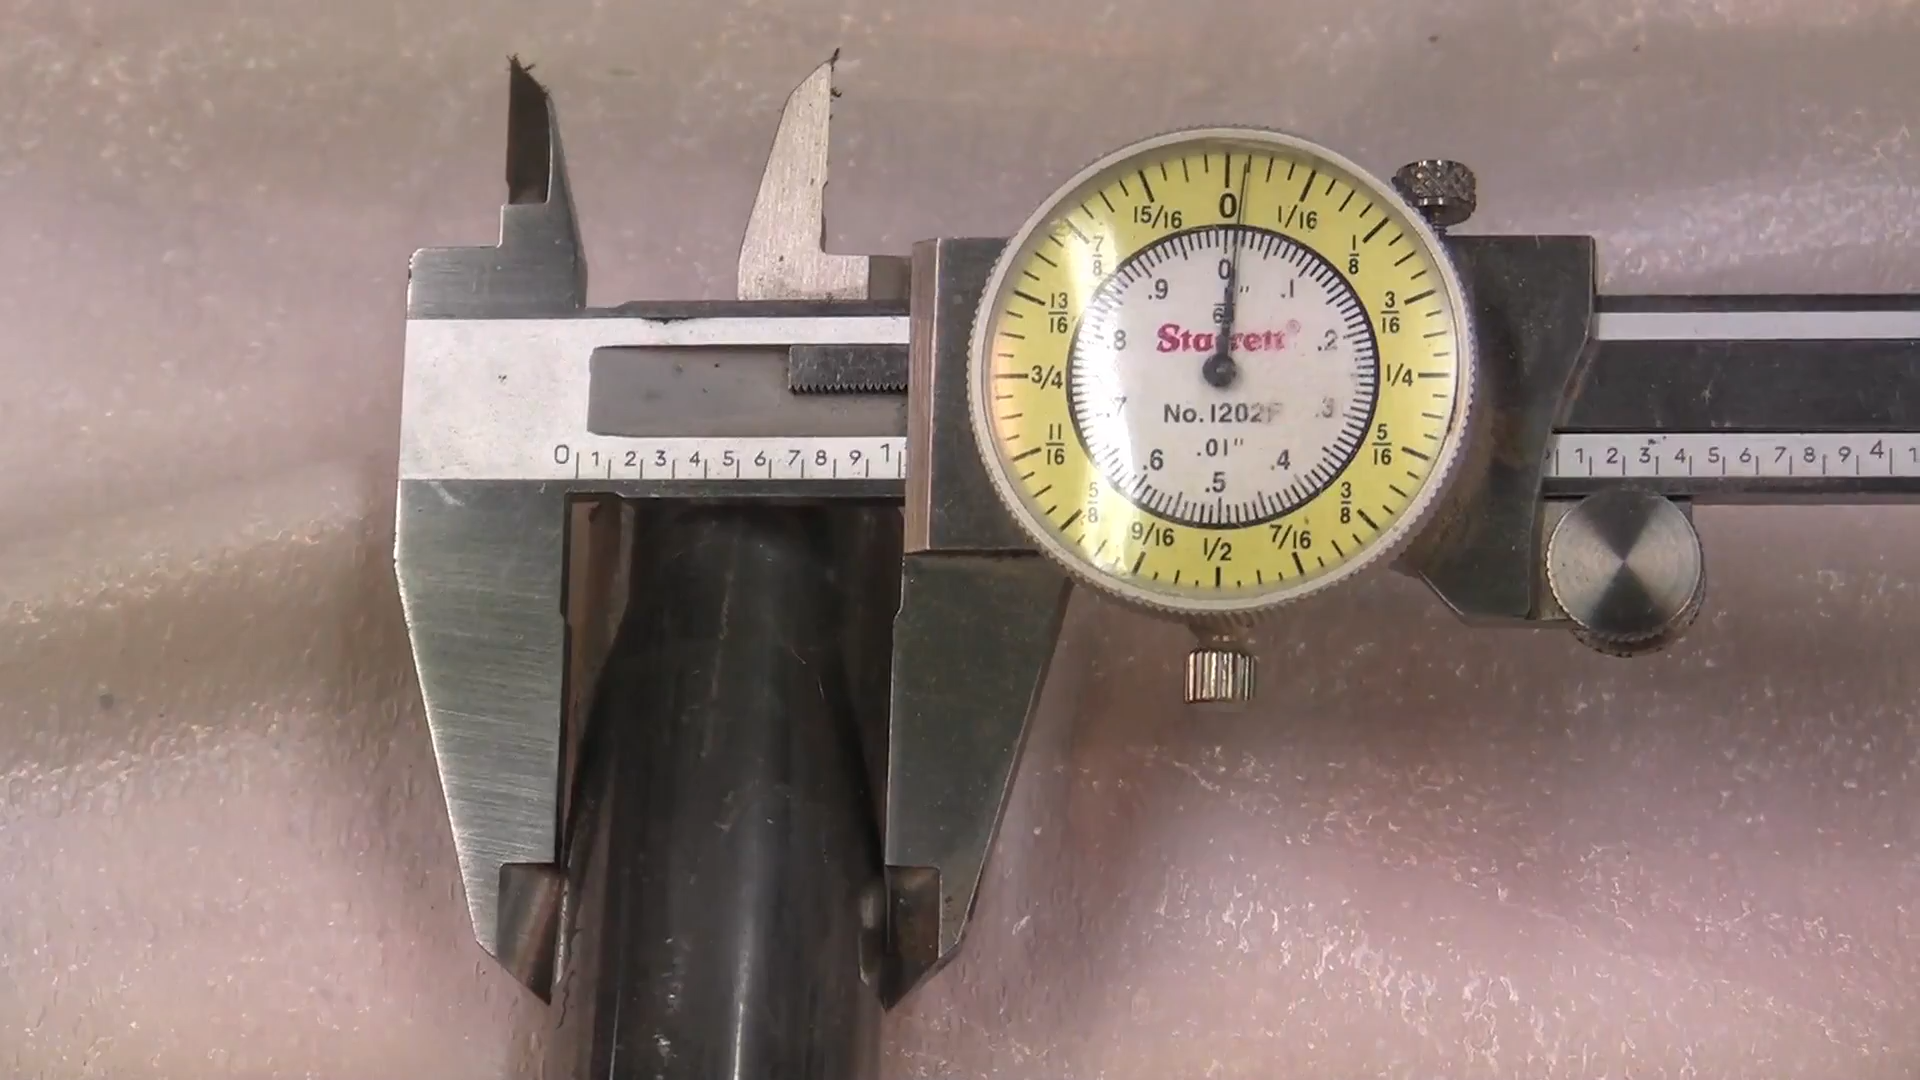 0 1 2 3 4 5 6 7 8 9 1
15/16 0 1/16
7/8 1/8
13/16 3/16
3/4 1/4
11/16 5/16
5/8 3/8
9/16 1/2 7/16
.9 0 .1
.8 Starrett® .2
.7 No.1202F .3
.01"
.6 .5 .4
1 2 3 4 5 6 7 8 9 4 1